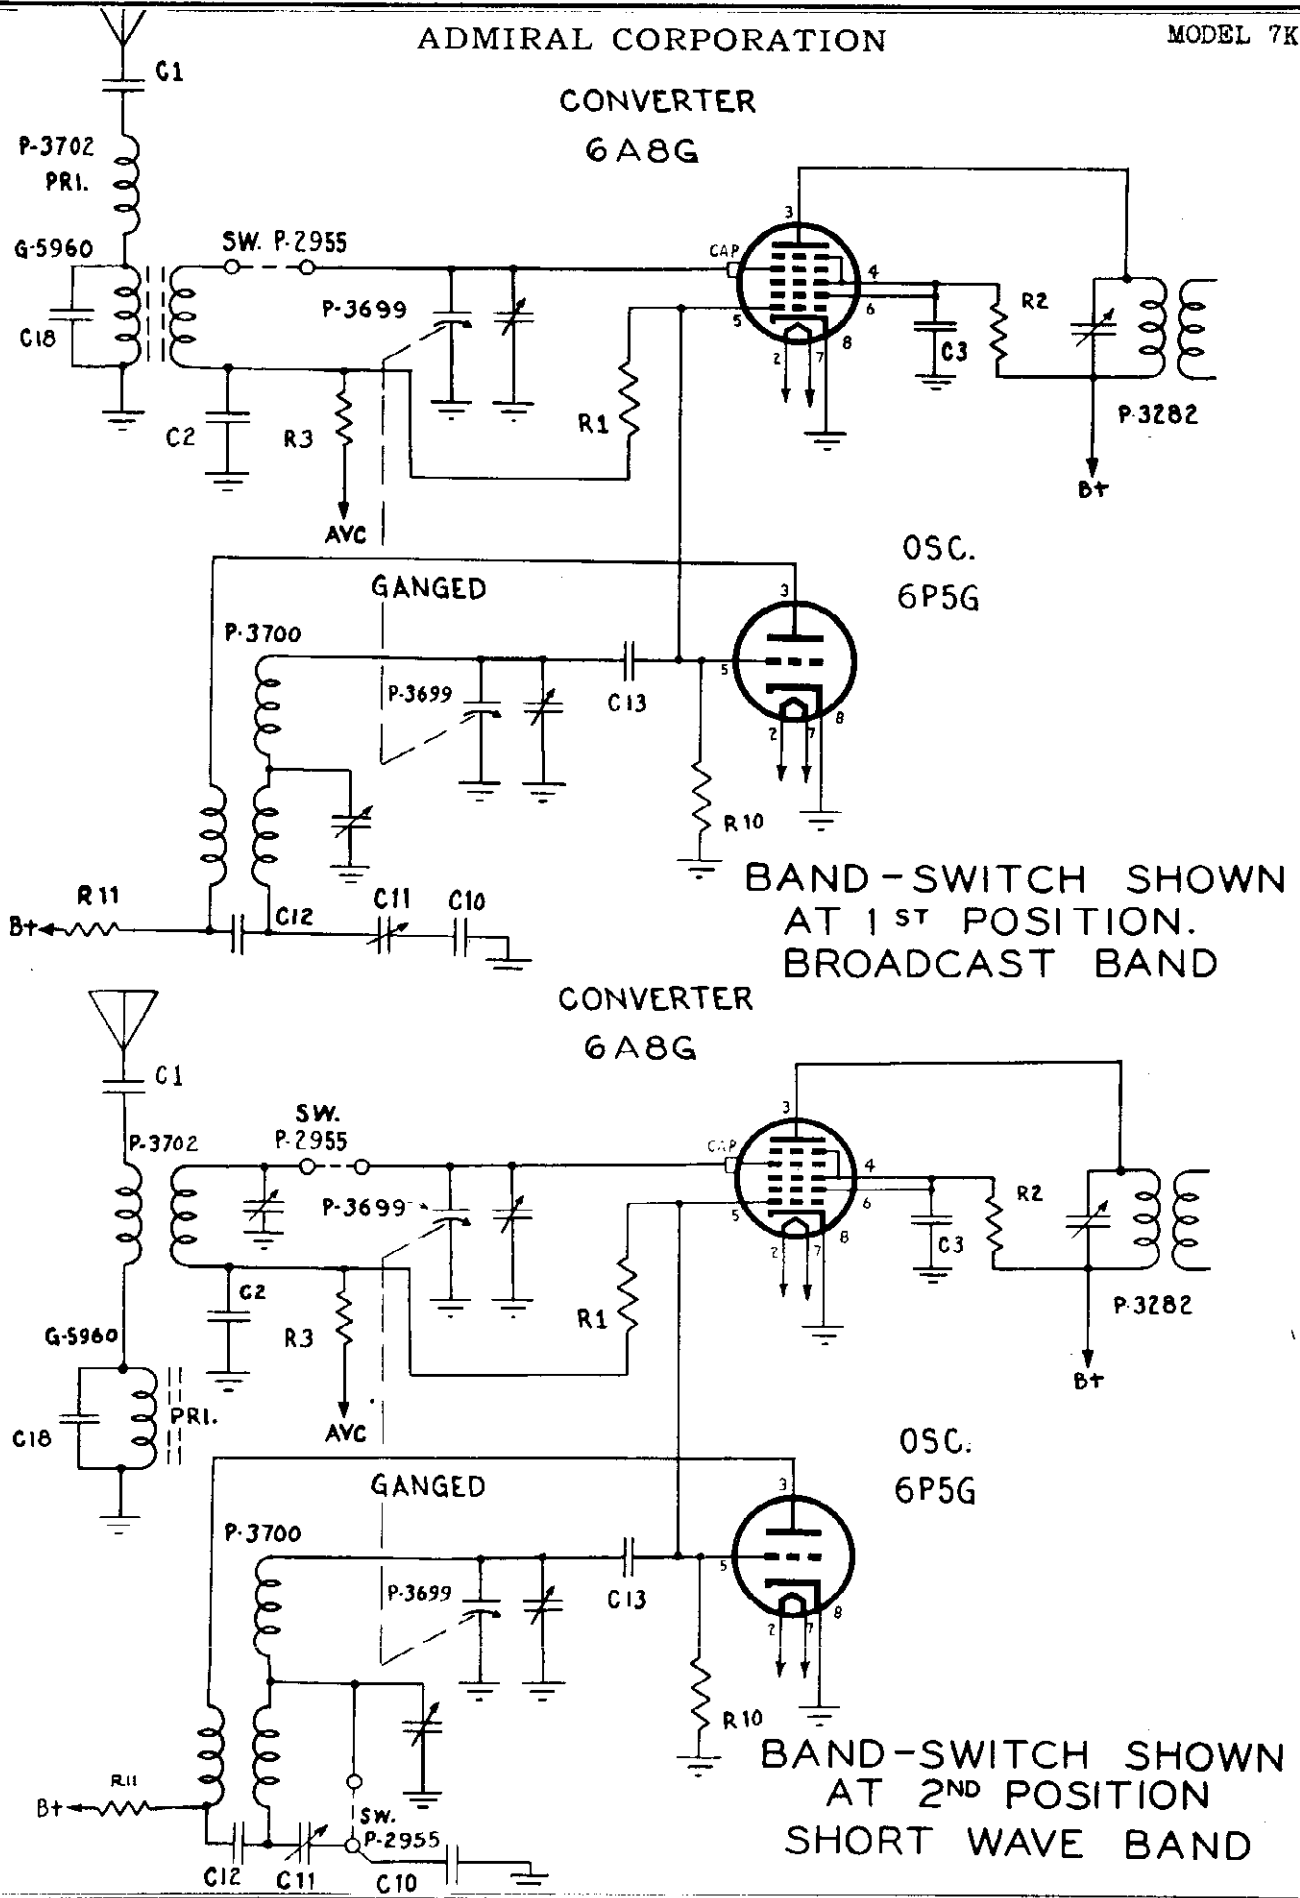 ADMIRAL CORPORATION
MODEL 7K
C1
CONVERTER
6A8G
P-3702
PRI.
3
G-5960
SW. P-2955
CAP
4
P-3699
5
6
R2
C18
2
7
8
C3
C2
R3
R1
P-3282
B+
AVC
OSC.
6P5G
GANGED
3
P-3700
P-3699
C13
5
8
2
7
R10
R11
C12
C11
C10
B+
BAND-SWITCH SHOWN
AT 1ST POSITION.
BROADCAST BAND
CONVERTER
6A8G
C1
SW.
P-2955
P-3702
3
CAP
4
P-3699
5
6
R2
2
7
8
C3
C2
R3
R1
P-3282
G-5960
B+
C18
PRI.
AVC
OSC.
6P5G
GANGED
3
P-3700
P-3699
C13
5
8
2
7
R10
R11
B+
SW.
P-2955
C12
C11
C10
BAND-SWITCH SHOWN
AT 2ND POSITION
SHORT WAVE BAND